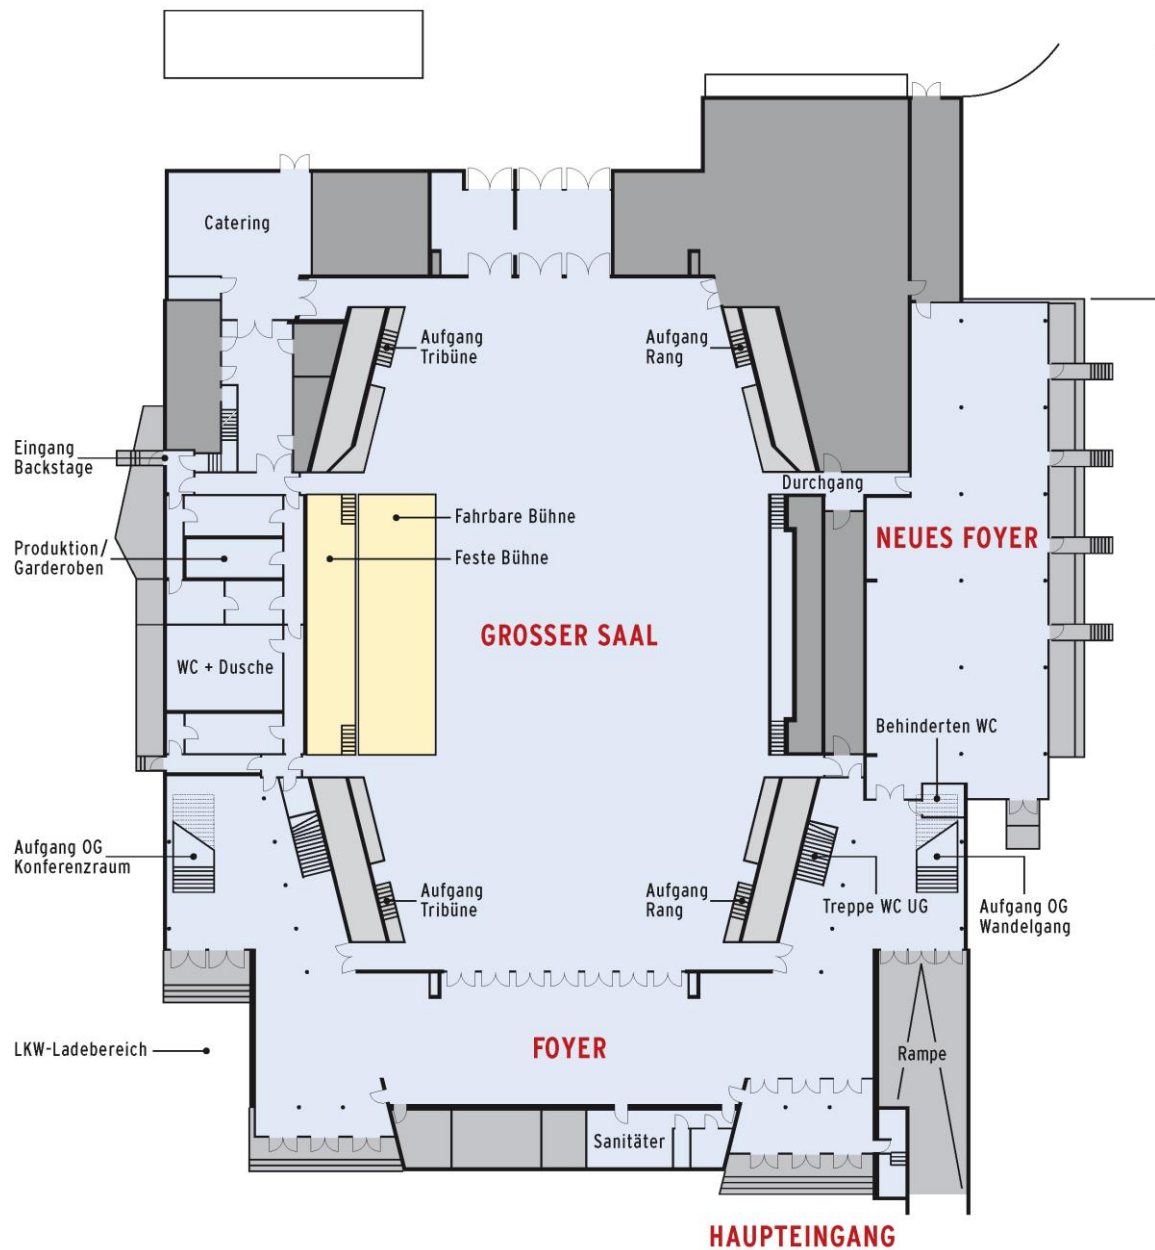 Catering
Aufgang
Tribüne
Aufgang
Rang
Eingang
Backstage
Durchgang
Fahrbare Bühne
NEUES FOYER
Produktion/
Garderoben
Feste Bühne
GROSSER SAAL
WC + Dusche
Behinderten WC
Aufgang OG
Konferenzraum
Aufgang
Tribüne
Aufgang
Rang
Treppe WC UG
Aufgang OG
Wandelgang
LKW-Ladebereich
FOYER
Rampe
Sanitäter
HAUPTEINGANG